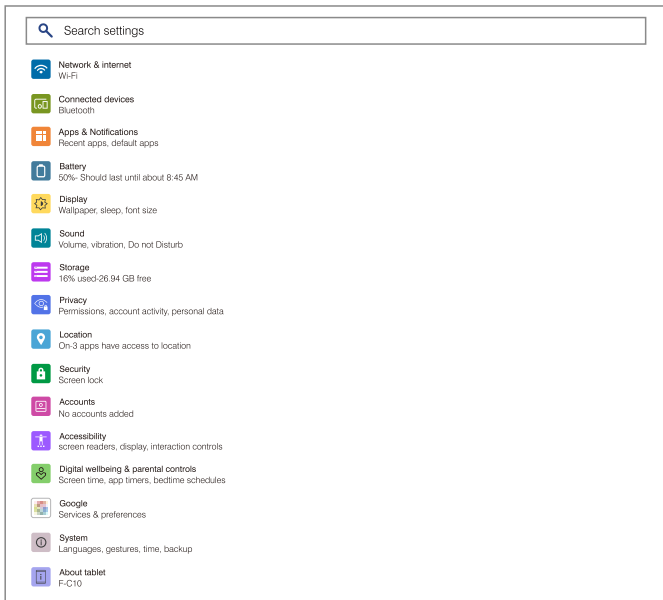 Search settings
Network & internet
Wi-Fi
Connected devices
Bluetooth
Apps & Notifications
Recent apps, default apps
Battery
50%- Should last until about 8:45 AM
Display
Wallpaper, sleep, font size
Sound
Volume, vibration, Do not Disturb
Storage
16% used-26.94 GB free
Privacy
Permissions, account activity, personal data
Location
On-3 apps have access to location
Security
Screen lock
Accounts
No accounts added
Accessibility
screen readers, display, interaction controls
Digital wellbeing & parental controls
Screen time, app timers, bedtime schedules
Google
Services & preferences
System
Languages, gestures, time, backup
About tablet
F-C10